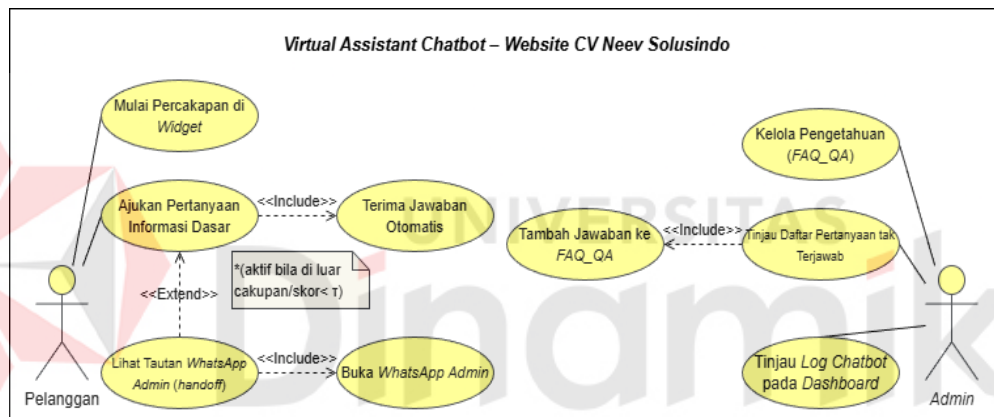 Virtual Assistant Chatbot – Website CV Neev Solusindo
Mulai Percakapan di
Widget
Kelola Pengetahuan
(FAQ_QA)
Ajukan Pertanyaan
Informasi Dasar
<<Include>>
Terima Jawaban
Otomatis
UNIVERSITAS
Tambah Jawaban ke
FAQ_QA
<<Include>>
Tinjau Daftar Pertanyaan tak
Terjawab
*(aktif bila di luar
cakupan/skor< τ)
<<Extend>>
Dinamik
Lihat Tautan WhatsApp
Admin (handoff)
<<Include>>
Buka WhatsApp Admin
Tinjau Log Chatbot
pada Dashboard
Pelanggan
Admin